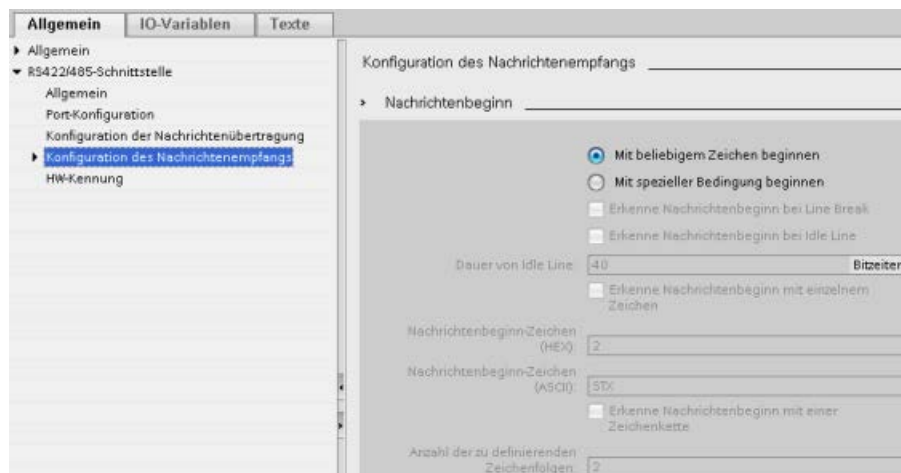 Allgemein
IO-Variablen
Texte
Allgemein
RS422/485-Schnittstelle
Allgemein
Port-Konfiguration
Konfiguration der Nachrichtenübertragung
Konfiguration des Nachrichtenempfangs
HW-Kennung
Konfiguration des Nachrichtenempfangs
Nachrichtenbeginn
Mit beliebigem Zeichen beginnen
Mit spezieller Bedingung beginnen
Erkenne Nachrichtenbeginn bei Line Break
Erkenne Nachrichtenbeginn bei Idle Line
Dauer von Idle Line: 40 Bitzeiten
Erkenne Nachrichtenbeginn mit einzelnem
Zeichen
Nachrichtenbeginn-Zeichen
(HEX): 2
Nachrichtenbeginn-Zeichen
(ASCII): STX
Erkenne Nachrichtenbeginn mit einer
Zeichenkette
Anzahl der zu definierenden
Zeichenfolgen: 2